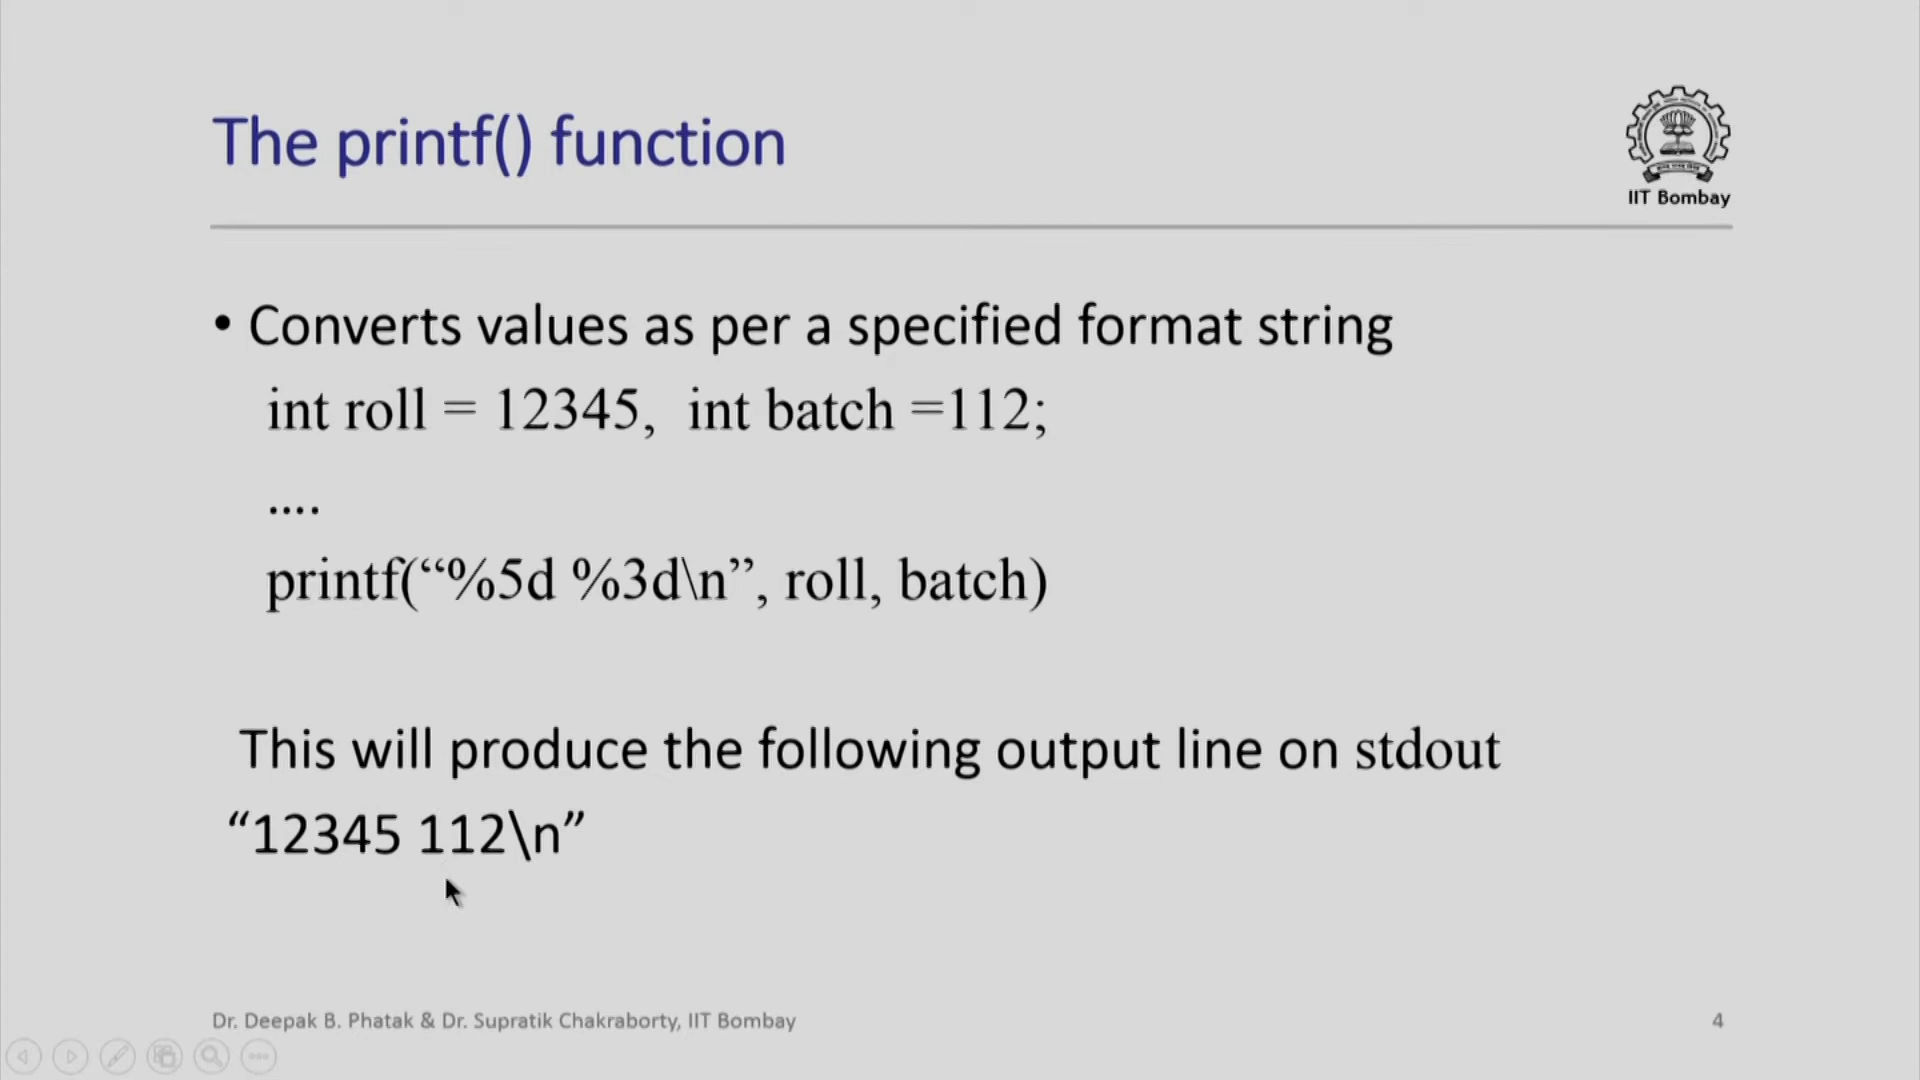 The printf() function
IIT Bombay
• Converts values as per a specified format string
int roll = 12345, int batch =112;
....
printf(“%5d %3d\n”, roll, batch)
This will produce the following output line on stdout
“12345 112\n”
Dr. Deepak B. Phatak & Dr. Supratik Chakraborty, IIT Bombay
4